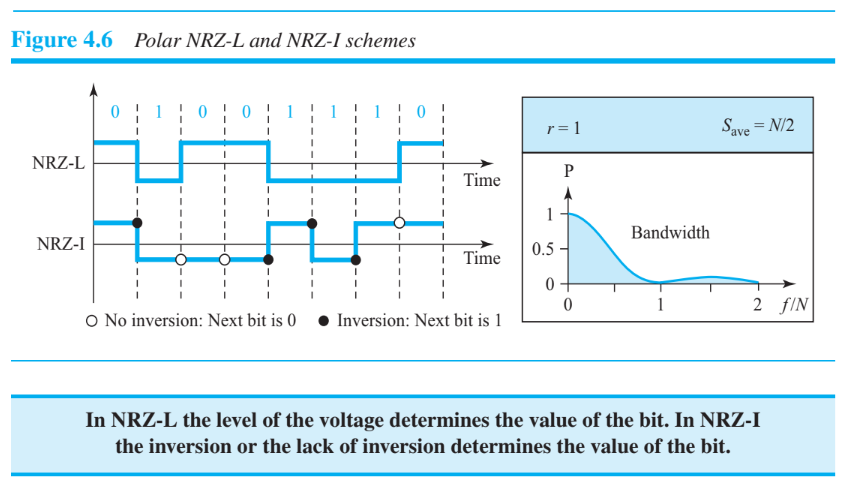 Figure 4.6 Polar NRZ-L and NRZ-I schemes
0 1 0 0 1 1 1 0
NRZ-L
Time
NRZ-I
Time
No inversion: Next bit is 0 Inversion: Next bit is 1
r = 1 Save = N/2
P
1
Bandwidth
0.5
0
0 1 2 f/N
In NRZ-L the level of the voltage determines the value of the bit. In NRZ-I
the inversion or the lack of inversion determines the value of the bit.